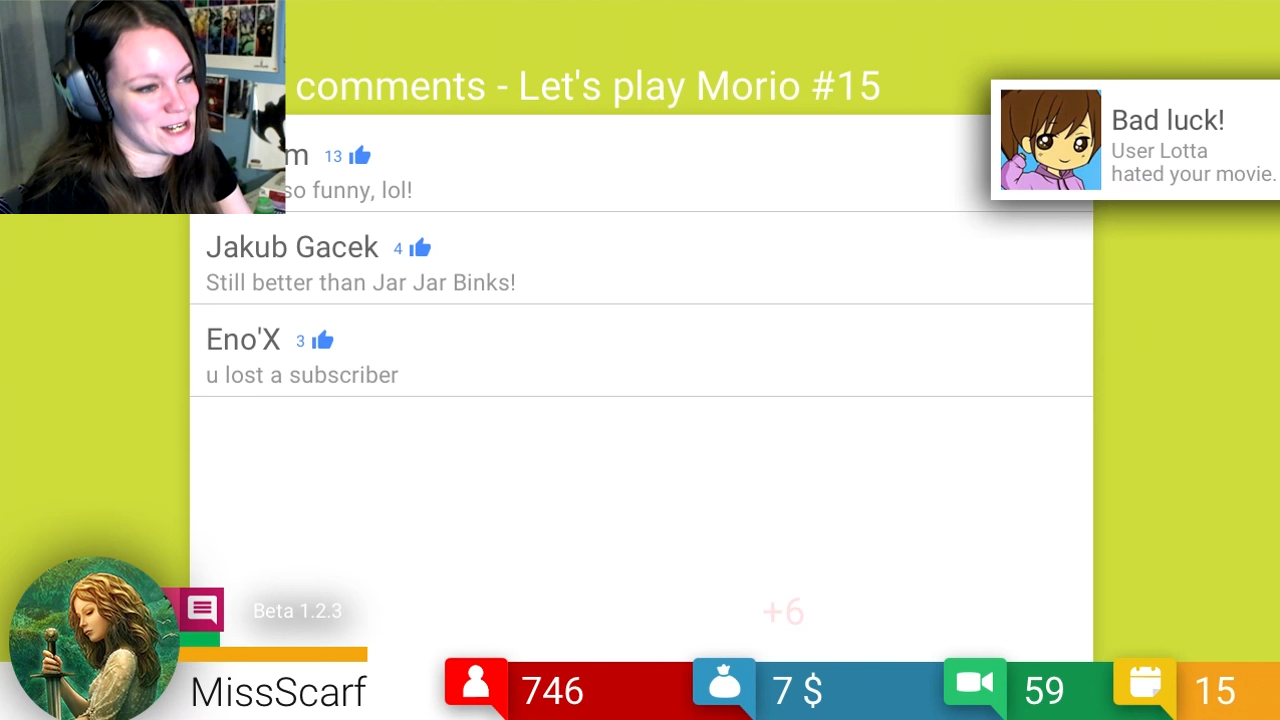 comments - Let's play Morio #15
m 13
so funny, lol!
Bad luck!
User Lotta
hated your movie.
Jakub Gacek 4
Still better than Jar Jar Binks!
Eno'X 3
u lost a subscriber
+6
Beta 1.2.3
MissScarf
746
7 $
59
15